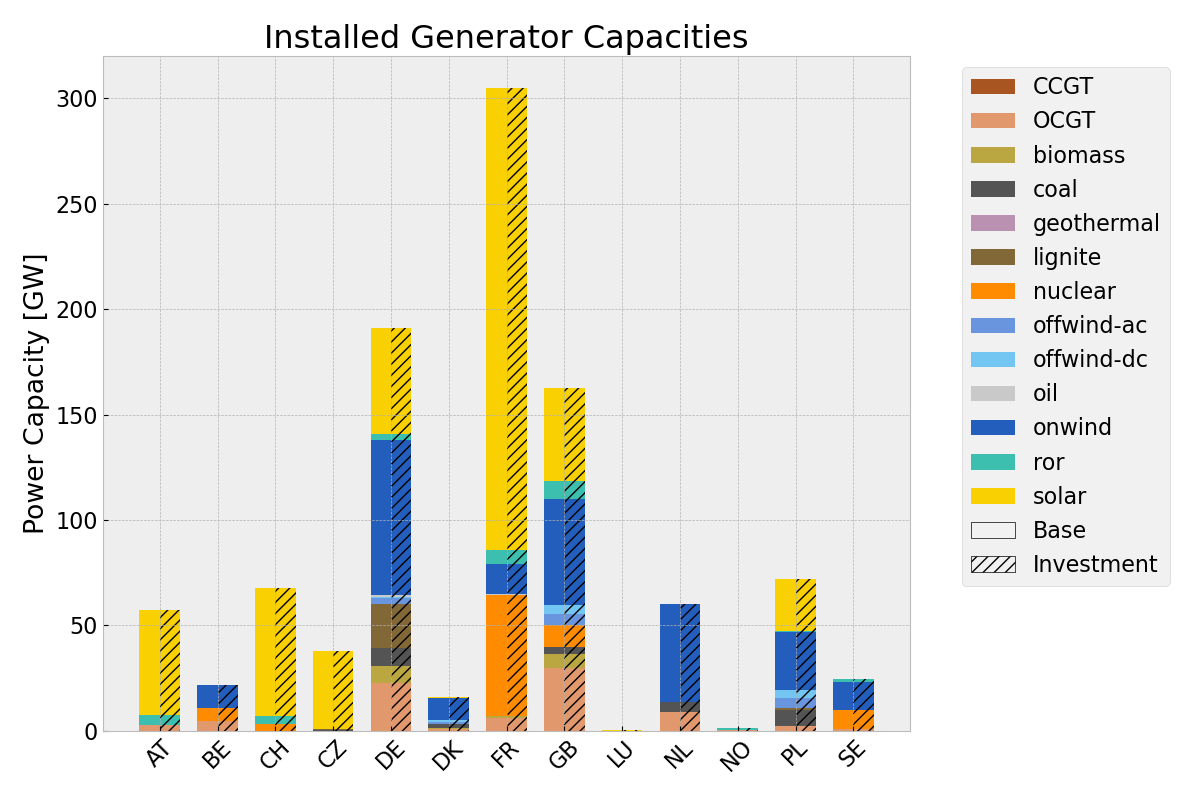 Installed Generator Capacities
Power Capacity [GW]
300
250
200
150
100
50
0
AT
BE
CH
CZ
DE
DK
FR
GB
LU
NL
NO
PL
SE
CCGT
OCGT
biomass
coal
geothermal
lignite
nuclear
offwind-ac
offwind-dc
oil
onwind
ror
solar
Base
Investment